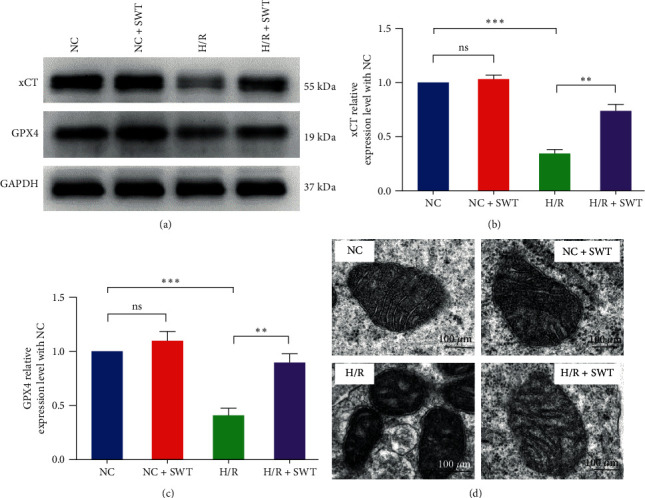 NC
NC + SWT
H/R
H/R + SWT
xCT
55 kDa
GPX4
19 kDa
GAPDH
37 kDa
(a)
xCT relative
expression level with NC
1.5
1.0
0.5
0.0
***
ns
**
NC
NC + SWT
H/R
H/R + SWT
(b)
GPX4 relative
expression level with NC
1.5
1.0
0.5
0.0
***
ns
**
NC
NC + SWT
H/R
H/R + SWT
(c)
NC
100 μm
NC + SWT
100 μm
H/R
100 μm
H/R + SWT
100 μm
(d)